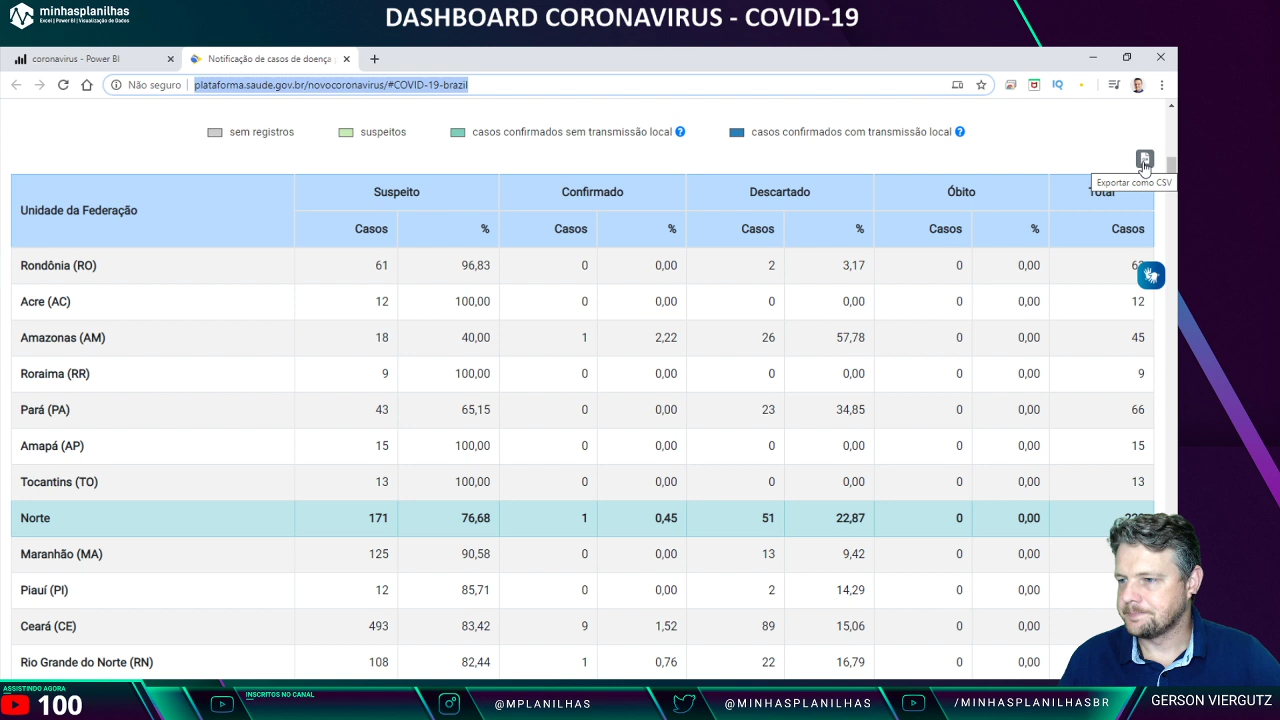 minhasplanilhas
Excel | Power BI | Visualização de Dados
DASHBOARD CORONAVIRUS - COVID-19
coronavirus - Power BI
Notificação de casos de doença
Não seguro
plataforma.saude.gov.br/novocoronavirus/#COVID-19-brazil
IQ
sem registros
suspeitos
casos confirmados sem transmissão local ?
casos confirmados com transmissão local ?
Exportar como CSV
Unidade da Federação Suspeito Confirmado Descartado Óbito Total
Casos % Casos % Casos % Casos % Casos
Rondônia (RO) 61 96,83 0 0,00 2 3,17 0 0,00
Acre (AC) 12 100,00 0 0,00 0 0,00 0 0,00 12
Amazonas (AM) 18 40,00 1 2,22 26 57,78 0 0,00 45
Roraima (RR) 9 100,00 0 0,00 0 0,00 0 0,00 9
Pará (PA) 43 65,15 0 0,00 23 34,85 0 0,00 66
Amapá (AP) 15 100,00 0 0,00 0 0,00 0 0,00 15
Tocantins (TO) 13 100,00 0 0,00 0 0,00 0 0,00 13
Norte 171 76,68 1 0,45 51 22,87 0 0,00
Maranhão (MA) 125 90,58 0 0,00 13 9,42 0 0,00
Piauí (PI) 12 85,71 0 0,00 2 14,29 0 0,00
Ceará (CE) 493 83,42 9 1,52 89 15,06 0 0,00
Rio Grande do Norte (RN) 108 82,44 1 0,76 22 16,79 0 0,00
ASSISTINDO AGORA
100
INSCRITOS NO CANAL
@MPLANILHAS
@MINHASPLANILHAS
/MINHASPLANILHASBR
GERSON VIERGUTZ